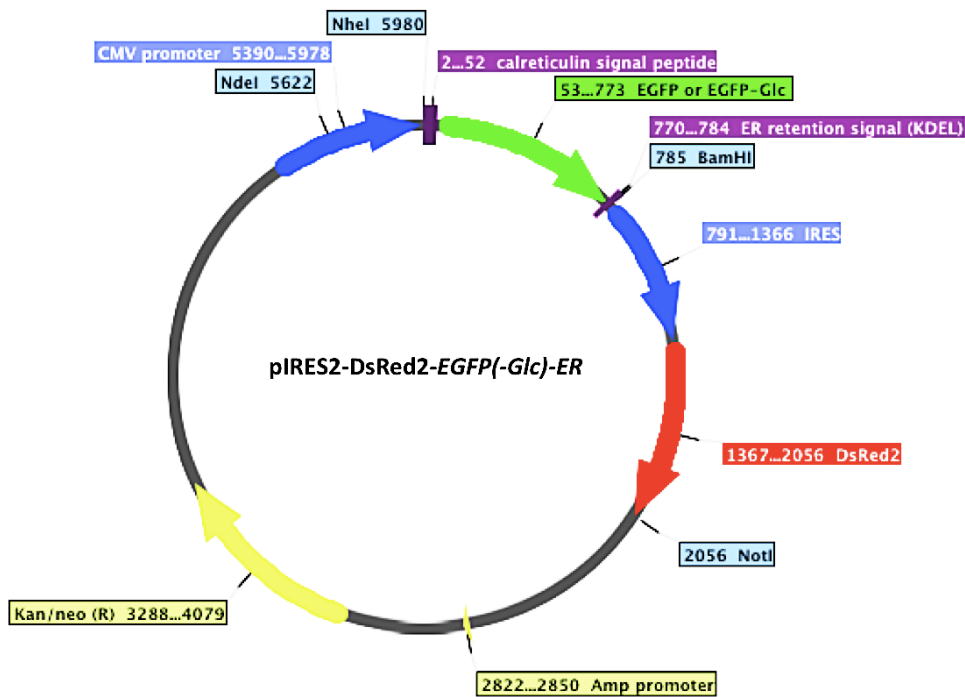 NheI 5980
CMV promoter 5390...5978
2...52 calreticulin signal peptide
NdeI 5622
53...773 EGFP or EGFP-Glc
770...784 ER retention signal (KDEL)
785 BamHI
791...1366 IRES
pIRES2-DsRed2-EGFP(-Glc)-ER
1367...2056 DsRed2
2056 NotI
Kan/neo (R) 3288...4079
2822...2850 Amp promoter